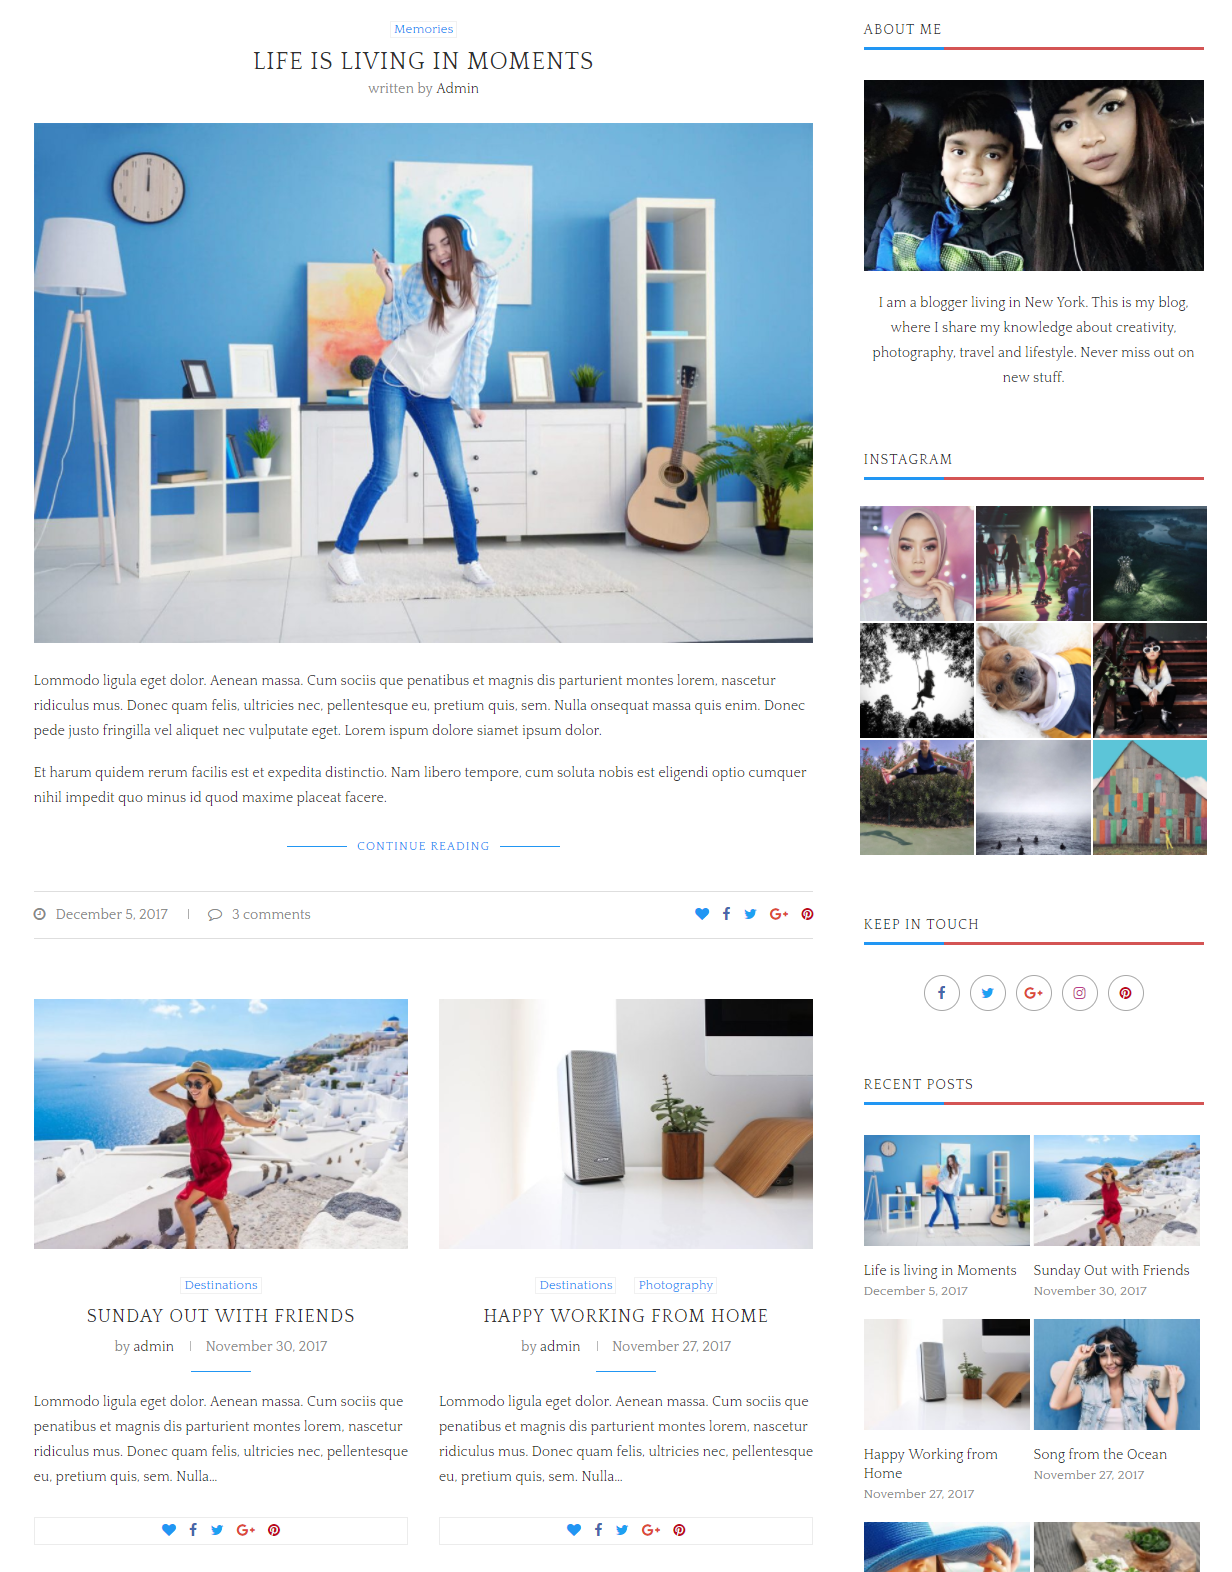 Memories
LIFE IS LIVING IN MOMENTS
written by Admin
Lommodo ligula eget dolor. Aenean massa. Cum sociis que penatibus et magnis dis parturient montes lorem, nascetur
ridiculus mus. Donec quam felis, ultricies nec, pellentesque eu, pretium quis, sem. Nulla onsequat massa quis enim. Donec
pede justo fringilla vel aliquet nec vulputate eget. Lorem ispum dolore siamet ipsum dolor.
Et harum quidem rerum facilis est et expedita distinctio. Nam libero tempore, cum soluta nobis est eligendi optio cumquer
nihil impedit quo minus id quod maxime placeat facere.
CONTINUE READING
December 5, 2017
3 comments
Destinations
SUNDAY OUT WITH FRIENDS
by admin
November 30, 2017
Lommodo ligula eget dolor. Aenean massa. Cum sociis que
penatibus et magnis dis parturient montes lorem, nascetur
ridiculus mus. Donec quam felis, ultricies nec, pellentesque
eu, pretium quis, sem. Nulla...
Destinations
Photography
HAPPY WORKING FROM HOME
by admin
November 27, 2017
Lommodo ligula eget dolor. Aenean massa. Cum sociis que
penatibus et magnis dis parturient montes lorem, nascetur
ridiculus mus. Donec quam felis, ultricies nec, pellentesque
eu, pretium quis, sem. Nulla...
ABOUT ME
I am a blogger living in New York. This is my blog,
where I share my knowledge about creativity,
photography, travel and lifestyle. Never miss out on
new stuff.
INSTAGRAM
KEEP IN TOUCH
RECENT POSTS
Life is living in Moments
December 5, 2017
Sunday Out with Friends
November 30, 2017
Happy Working from
Home
November 27, 2017
Song from the Ocean
November 27, 2017